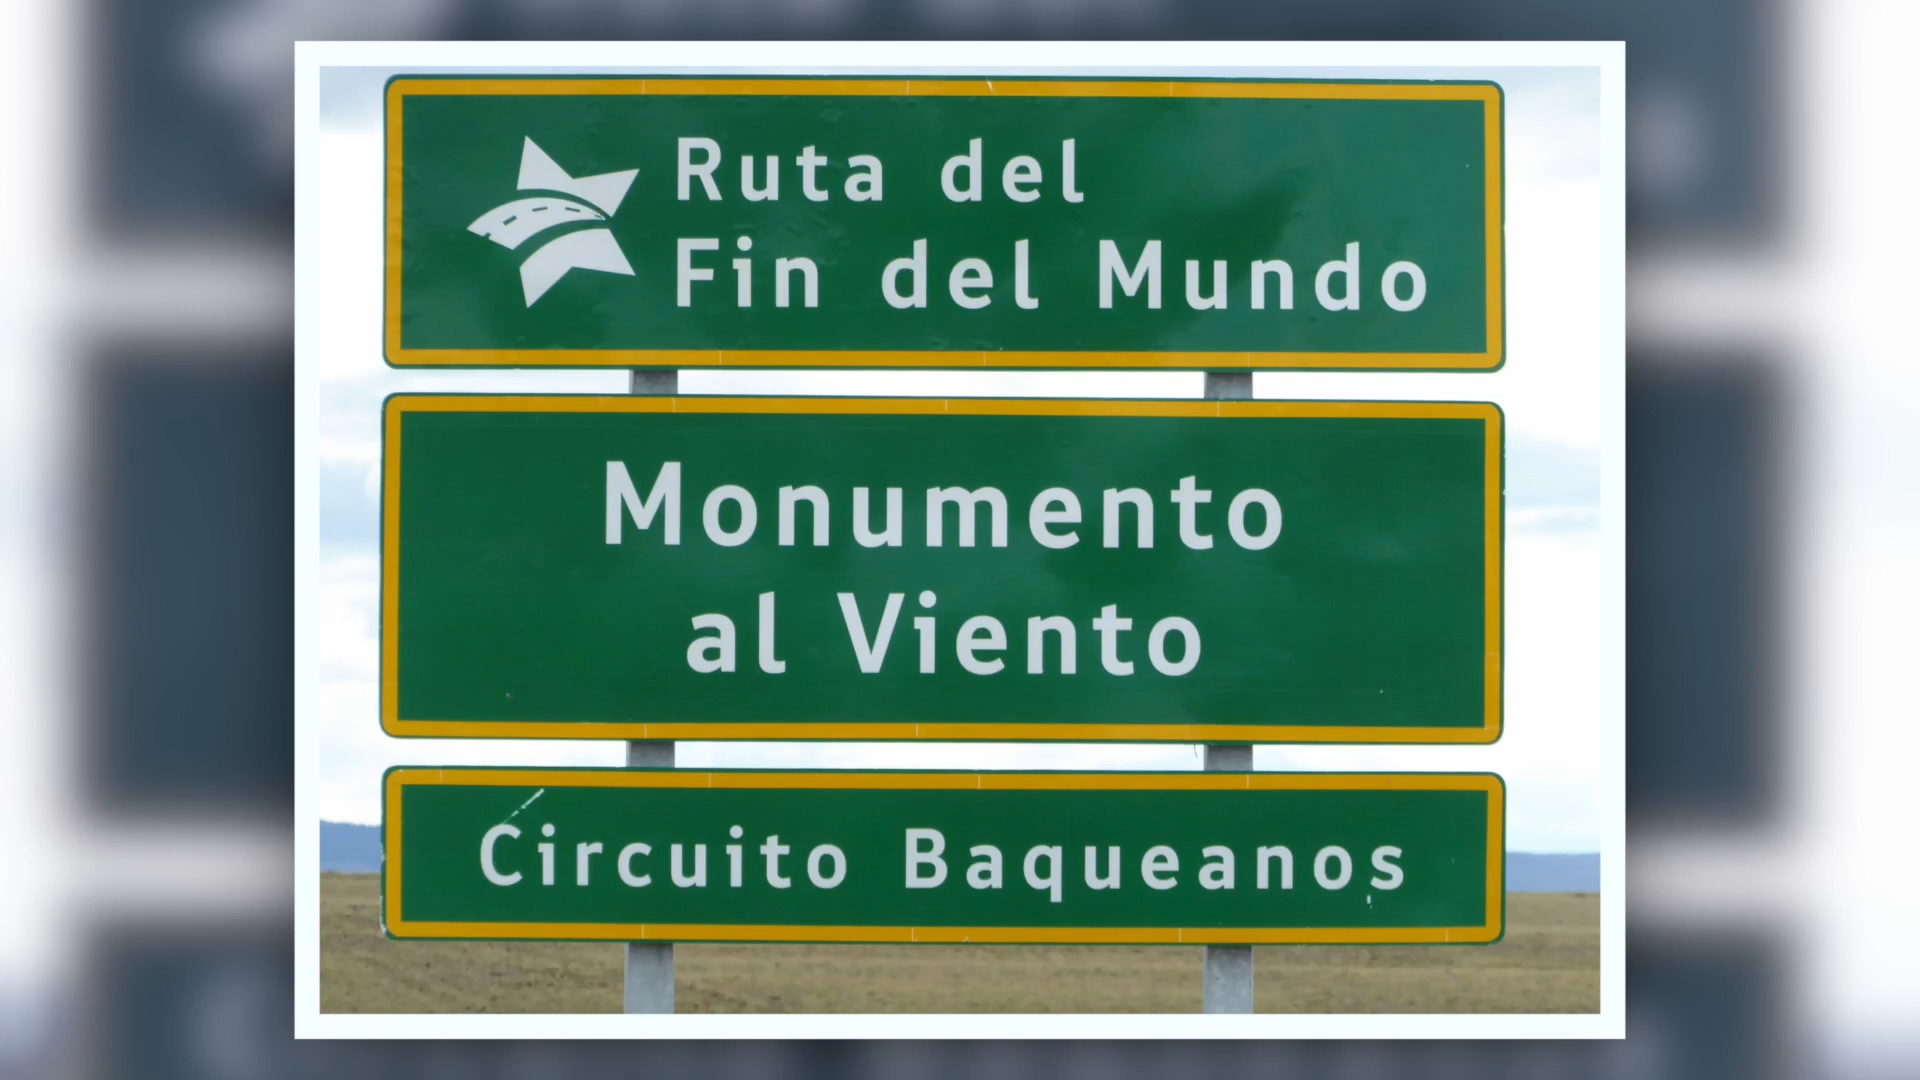 Ruta del
Fin del Mundo
Monumento
al Viento
Circuito Baqueanos